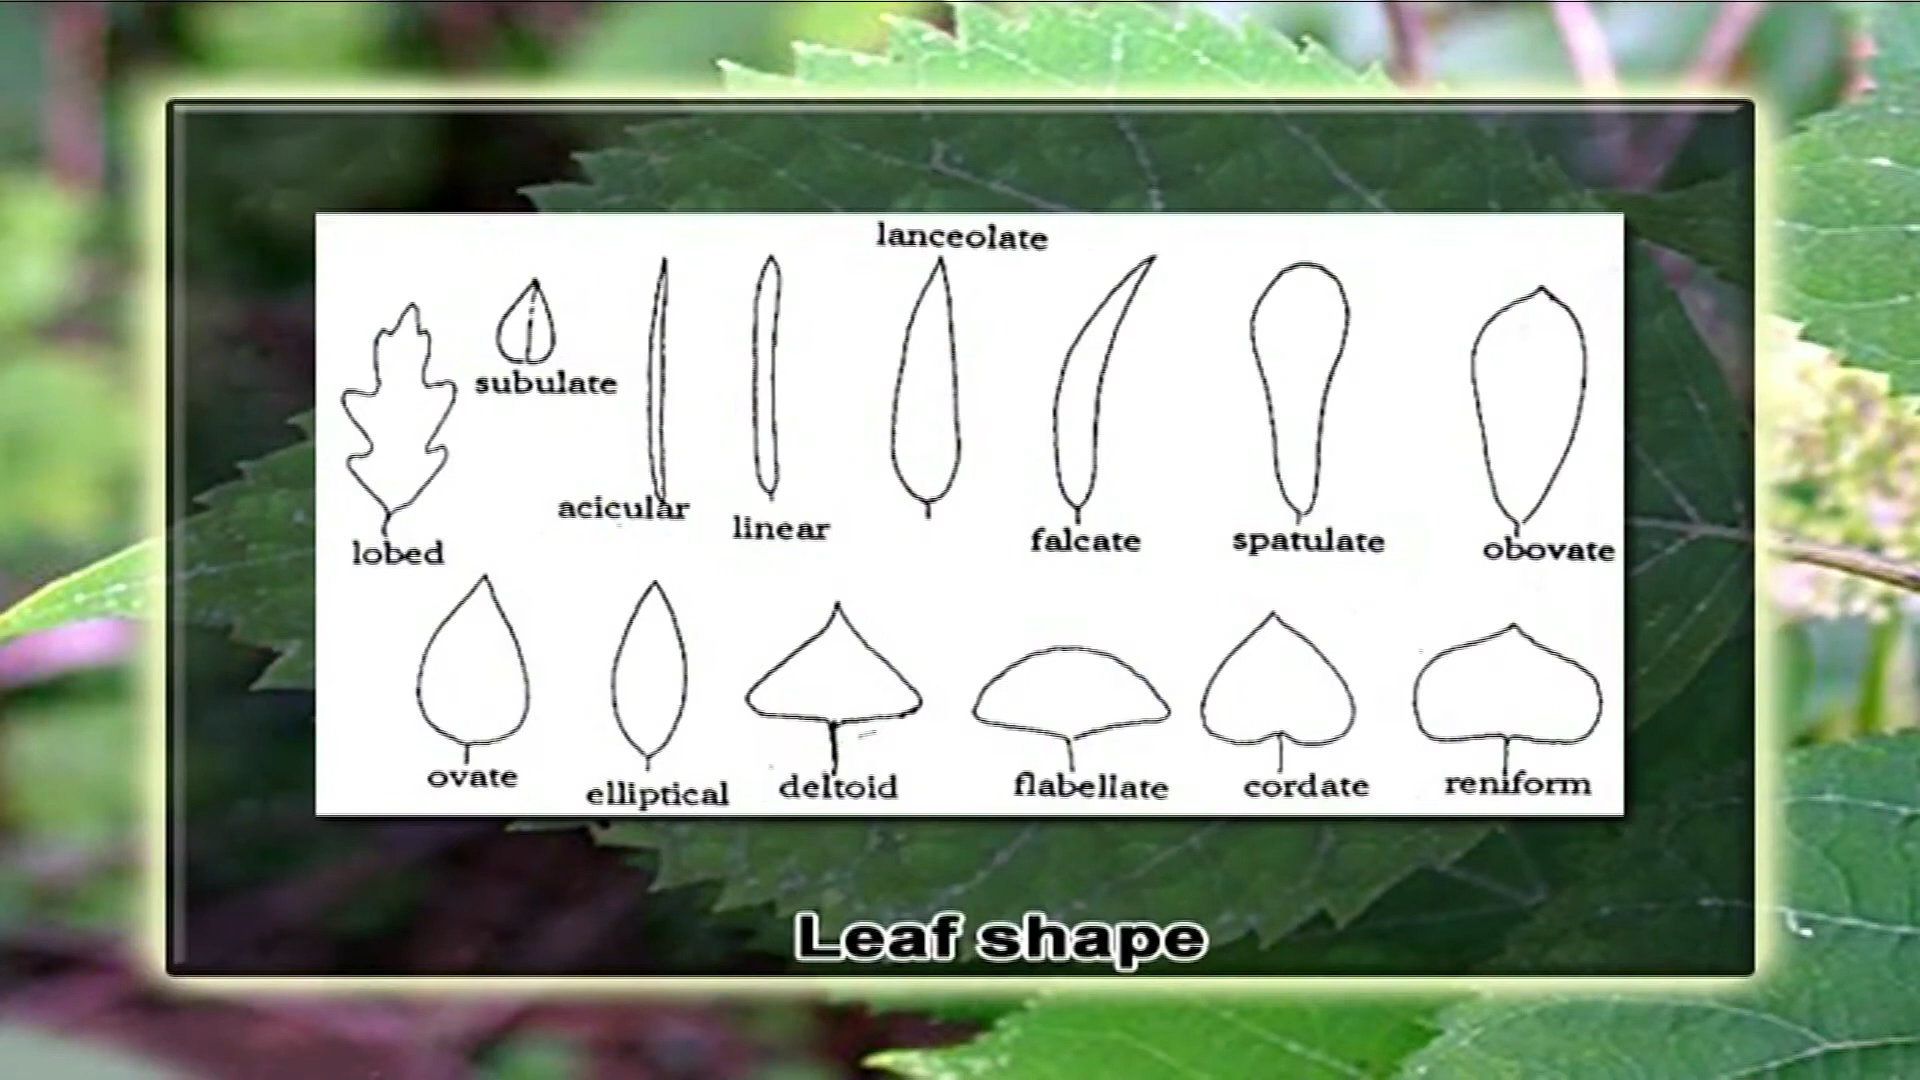 lanceolate
subulate
acicular
linear
falcate
spatulate
obovate
lobed
ovate
elliptical
deltoid
flabellate
cordate
reniform
Leaf shape